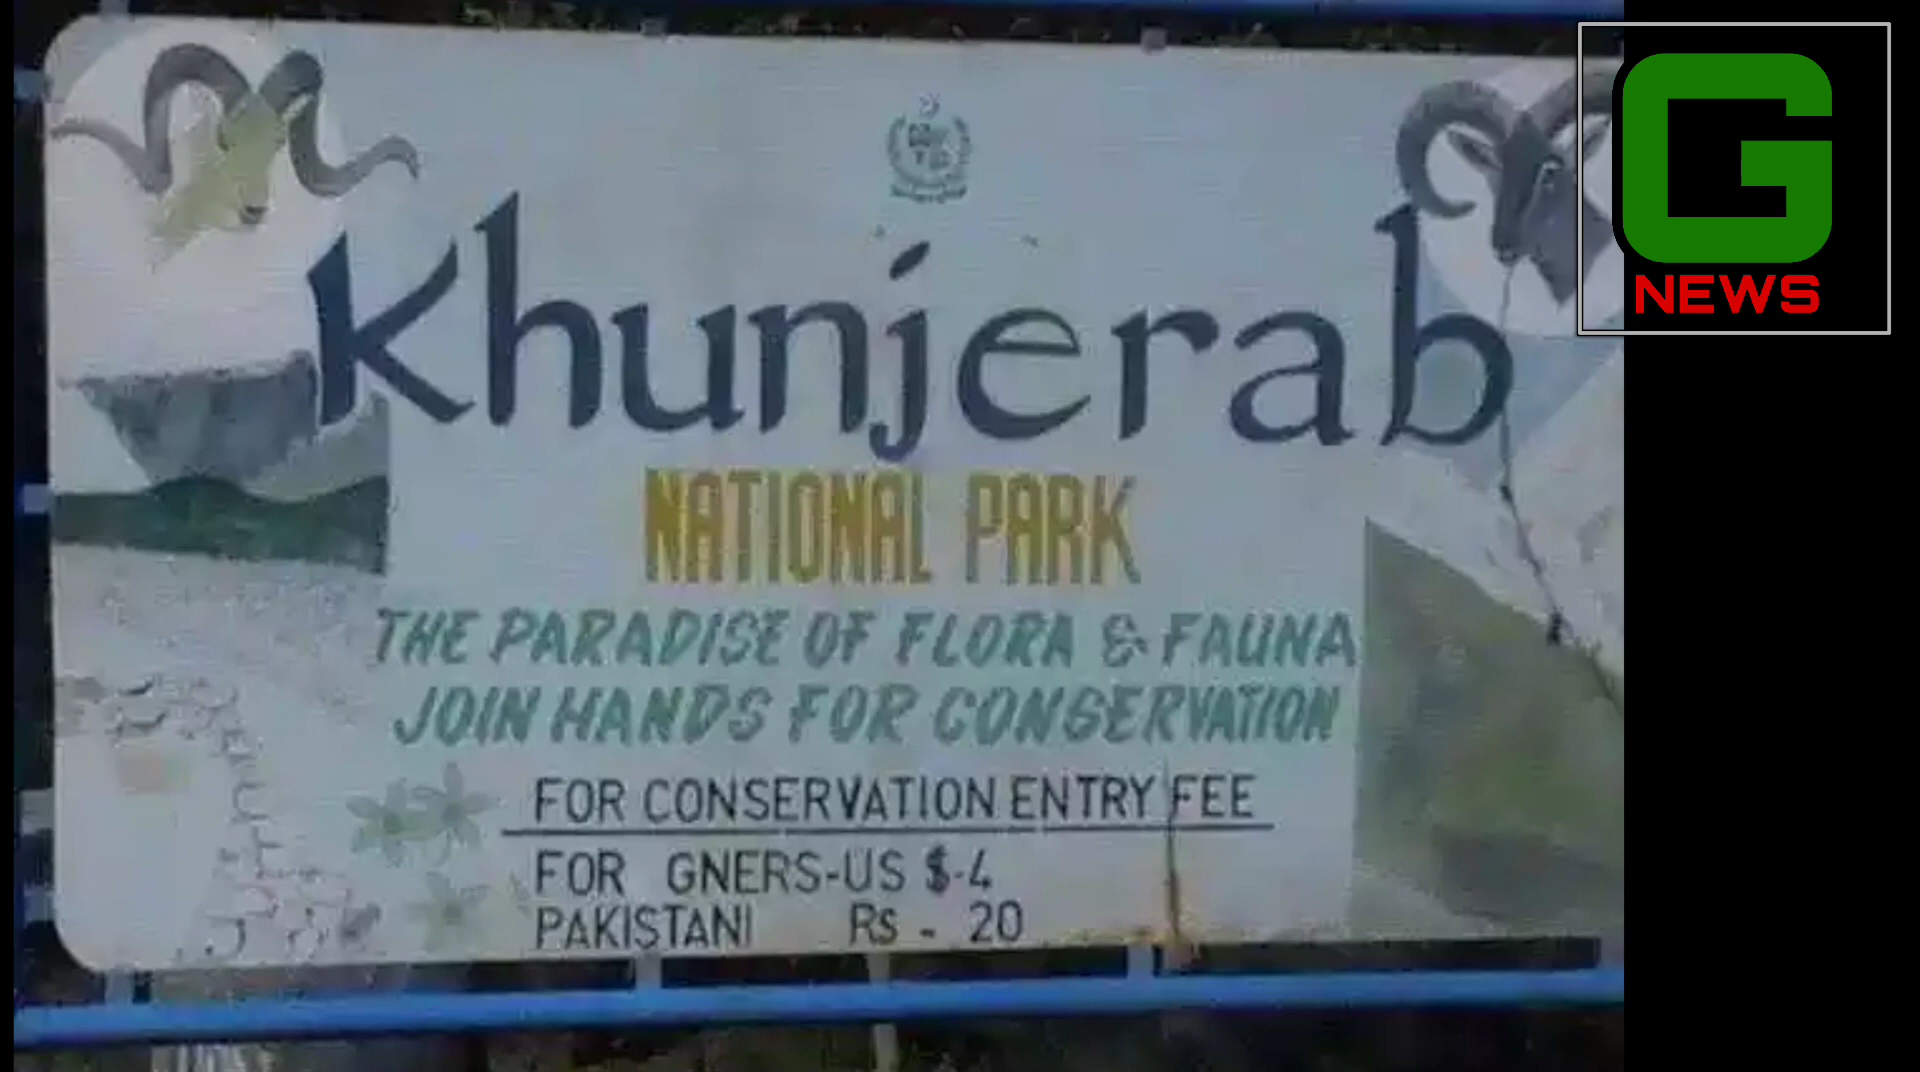 Khunjerab
NATIONAL PARK
THE PARADISE OF FLORA & FAUNA
JOIN HANDS FOR CONSERVATION
FOR CONSERVATION ENTRY FEE
FOR GNERS-US $-4
PAKISTANI RS - 20
G
NEWS